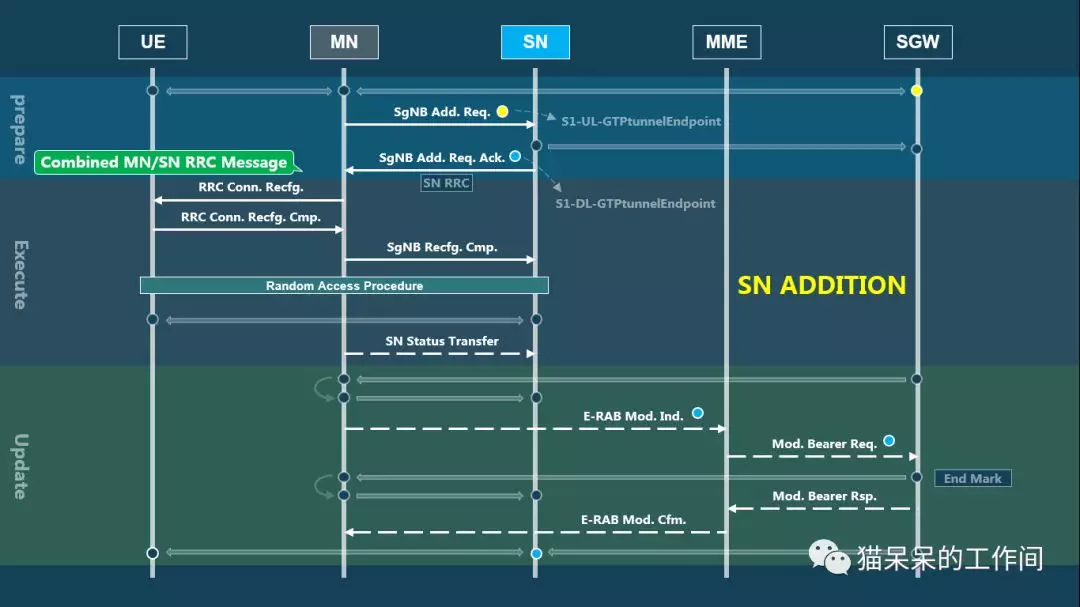 UE
MN
SN
MME
SGW
prepare
SgNB Add. Req.
S1-UL-GTPtunnelEndpoint
SgNB Add. Req. Ack.
Combined MN/SN RRC Message
SN RRC
RRC Conn. Recfg.
S1-DL-GTPtunnelEndpoint
RRC Conn. Recfg. Cmp.
Execute
SgNB Recfg. Cmp.
Random Access Procedure
SN ADDITION
SN Status Transfer
Update
E-RAB Mod. Ind.
Mod. Bearer Req.
End Mark
Mod. Bearer Rsp.
E-RAB Mod. Cfm.
猫呆呆的工作间